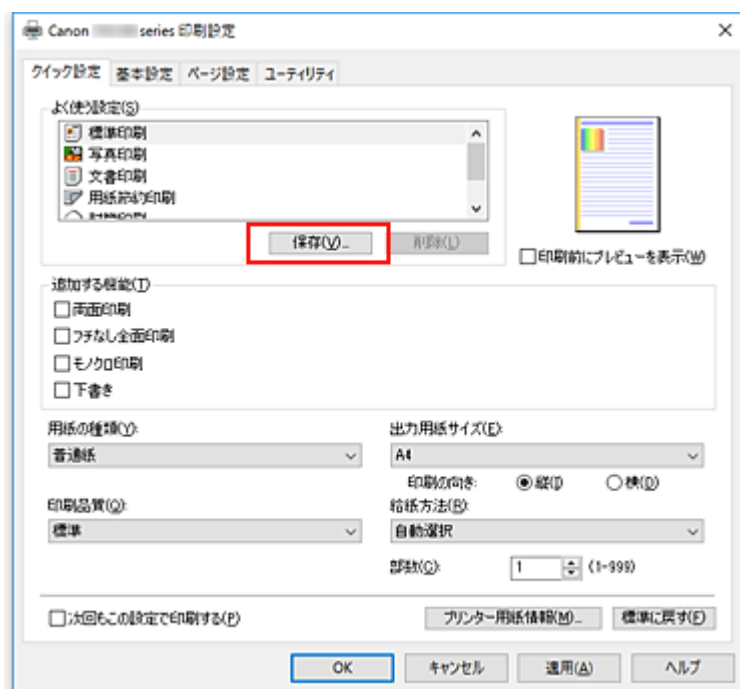 Canon series 印刷設定
クイック設定 基本設定 ページ設定 ユーティリティ
よく使う設定(S)
標準印刷
写真印刷
文書印刷
用紙節約印刷
保存(V)... 削除(L)
印刷前にプレビューを表示(W)
追加する機能(T)
両面印刷
フチなし全面印刷
モノクロ印刷
下書き
用紙の種類(Y): 出力用紙サイズ(E):
普通紙 A4
印刷の向き: 縦(I) 横(D)
印刷品質(Q): 給紙方法(R):
標準 自動選択
部数(C): 1 (1-999)
次回もこの設定で印刷する(P) プリンター用紙情報(M)... 標準に戻す(F)
OK キャンセル 適用(A) ヘルプ